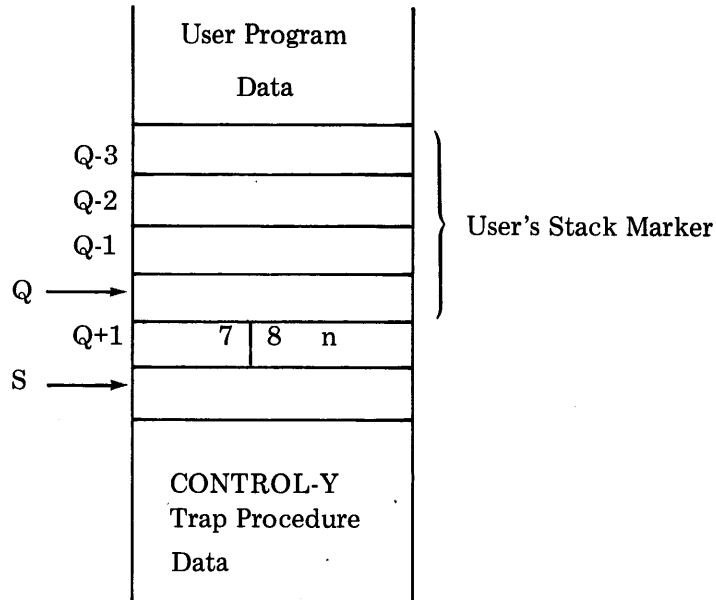 User Program
Data
Q-3
Q-2
Q-1
User's Stack Marker
Q
Q+1 7 8 n
S
CONTROL-Y
Trap Procedure
Data